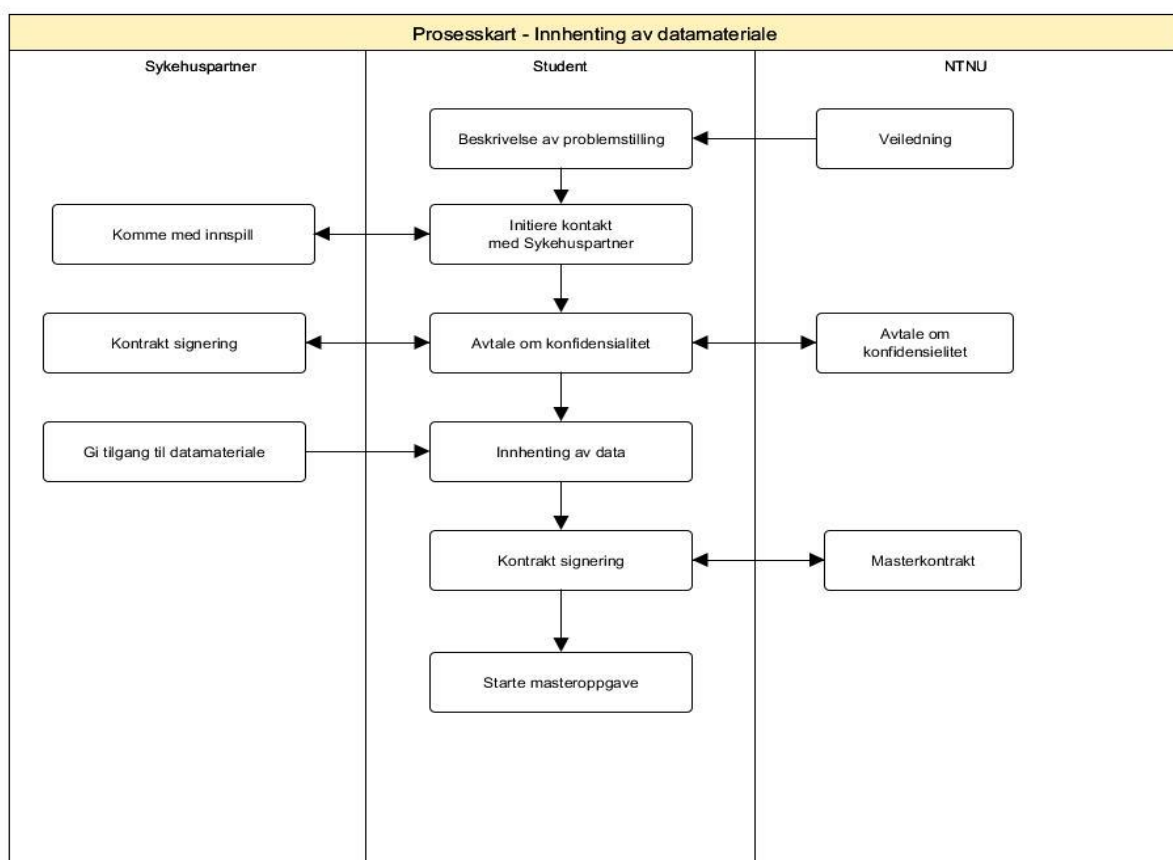 Prosesskart - Innhenting av datamateriale
Sykehuspartner
Student
NTNU
Beskrivelse av problemstilling
Veiledning
Komme med innspill
Initiere kontakt
med Sykehuspartner
Kontrakt signering
Avtale om konfidensialitet
Avtale om
konfidensielitet
Gi tilgang til datamateriale
Innhenting av data
Kontrakt signering
Masterkontrakt
Starte masteroppgave